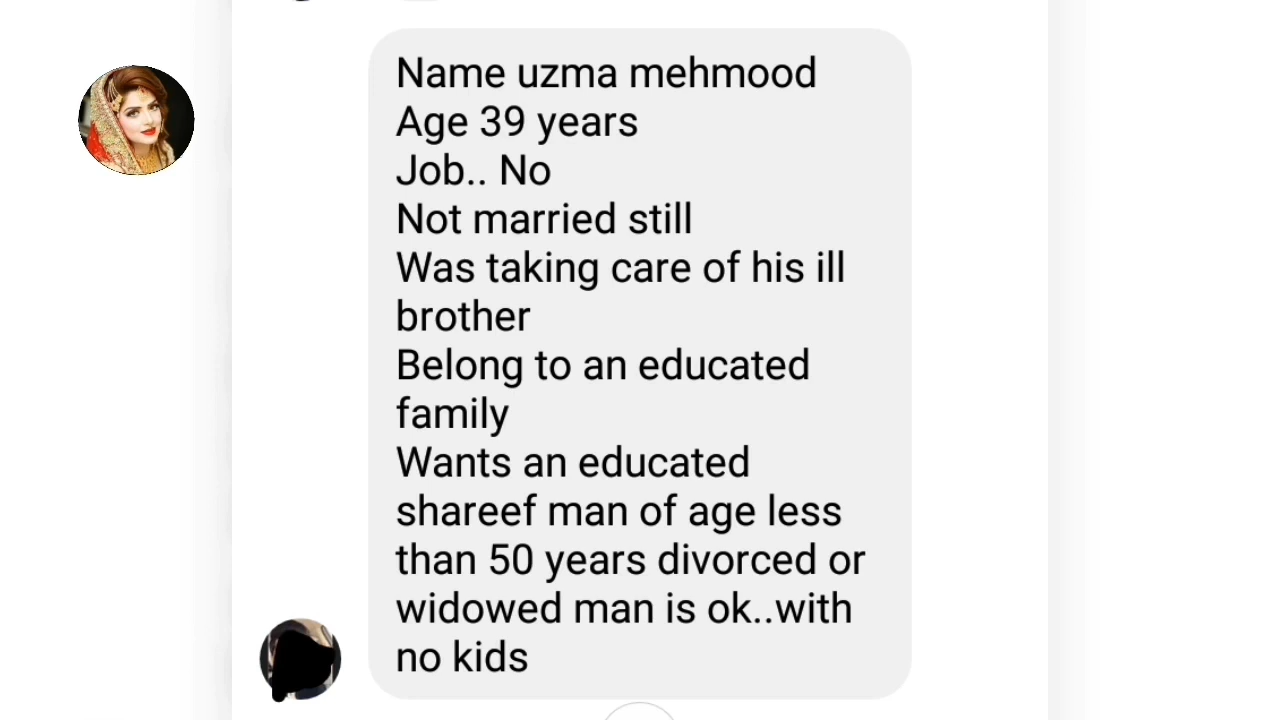 Name uzma mehmood
Age 39 years
Job.. No
Not married still
Was taking care of his ill
brother
Belong to an educated
family
Wants an educated
shareef man of age less
than 50 years divorced or
widowed man is ok..with
no kids